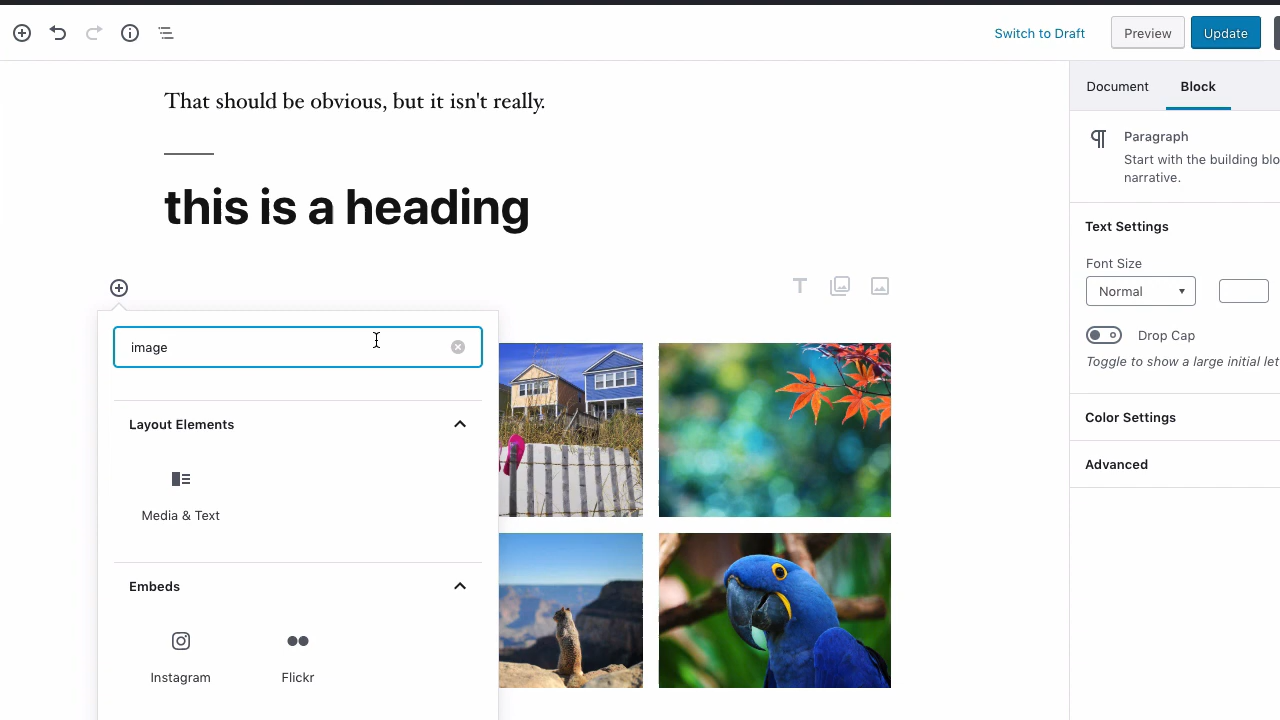 Switch to Draft
Preview
Update
That should be obvious, but it isn't really.
this is a heading
image
Layout Elements
Media & Text
Embeds
Instagram
Flickr
Document
Block
Paragraph
Start with the building blo
narrative.
Text Settings
Font Size
Normal
Drop Cap
Toggle to show a large initial let
Color Settings
Advanced